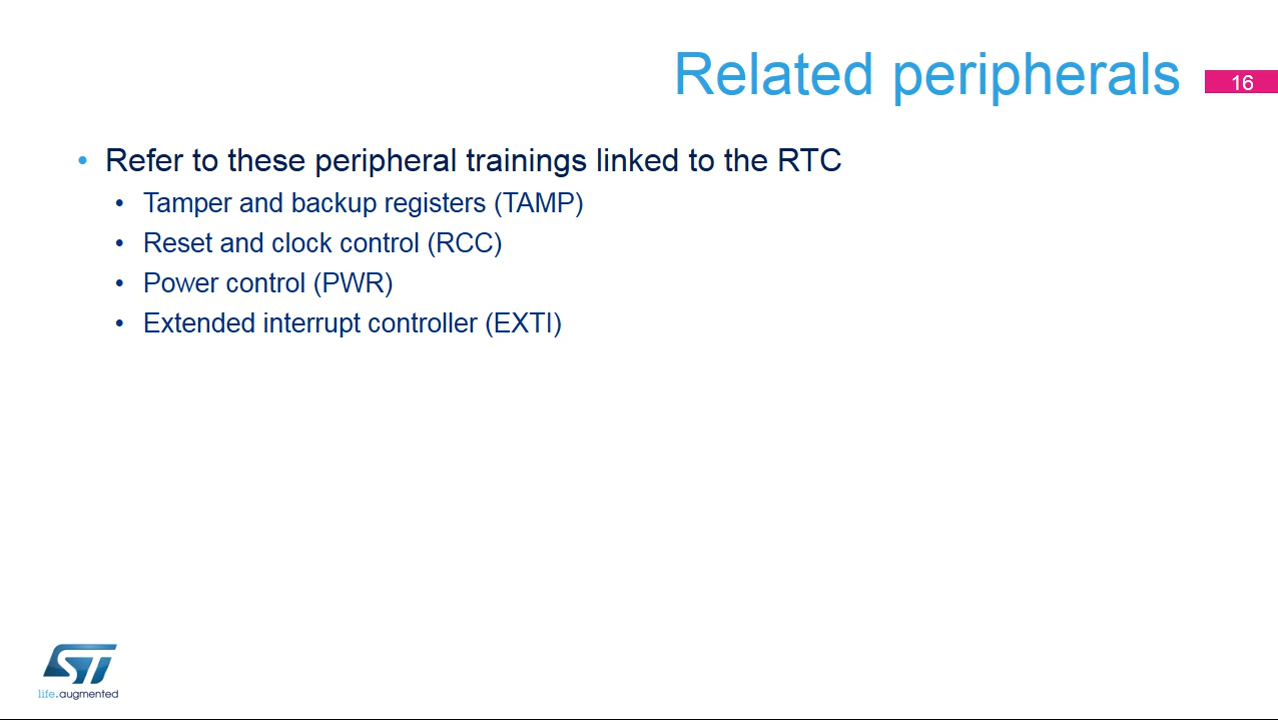 Related peripherals
16
• Refer to these peripheral trainings linked to the RTC
• Tamper and backup registers (TAMP)
• Reset and clock control (RCC)
• Power control (PWR)
• Extended interrupt controller (EXTI)
ST
life.augmented